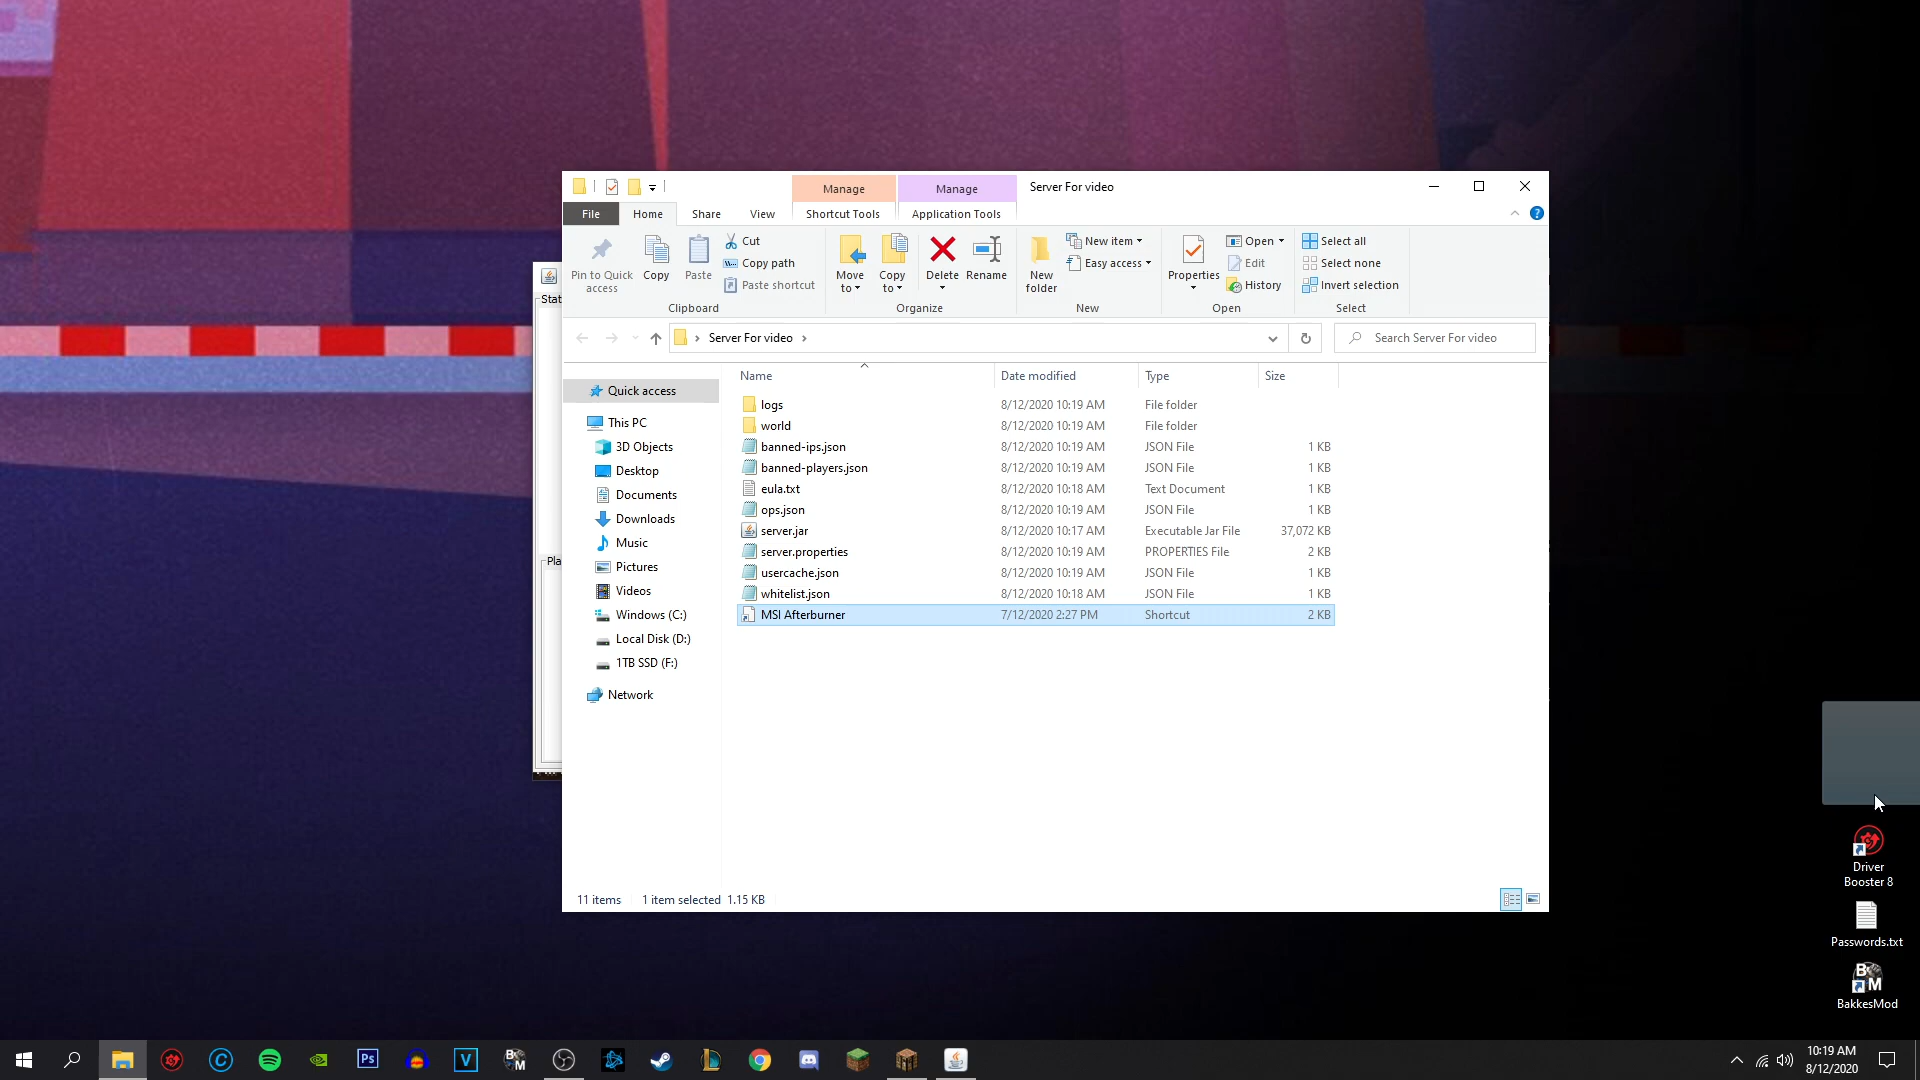 Manage
Manage
Server For video
File
Home
Share
View
Shortcut Tools
Application Tools
Pin to Quick access
Copy
Paste
Cut
Copy path
Paste shortcut
Clipboard
Move to
Copy to
Delete
Rename
Organize
New folder
New item
Easy access
New
Properties
Open
Edit
History
Open
Select all
Select none
Invert selection
Select
Server For video
Search Server For video
Stat
Pla
Quick access
This PC
3D Objects
Desktop
Documents
Downloads
Music
Pictures
Videos
Windows (C:)
Local Disk (D:)
1TB SSD (F:)
Network
Name Date modified Type Size
logs 8/12/2020 10:19 AM File folder
world 8/12/2020 10:19 AM File folder
banned-ips.json 8/12/2020 10:19 AM JSON File 1 KB
banned-players.json 8/12/2020 10:19 AM JSON File 1 KB
eula.txt 8/12/2020 10:18 AM Text Document 1 KB
ops.json 8/12/2020 10:19 AM JSON File 1 KB
server.jar 8/12/2020 10:17 AM Executable Jar File 37,072 KB
server.properties 8/12/2020 10:19 AM PROPERTIES File 2 KB
usercache.json 8/12/2020 10:19 AM JSON File 1 KB
whitelist.json 8/12/2020 10:18 AM JSON File 1 KB
MSI Afterburner 7/12/2020 2:27 PM Shortcut 2 KB
11 items 1 item selected 1.15 KB
Driver
Booster 8
Passwords.txt
BM
BakkesMod
Ps
V
BM
10:19 AM
8/12/2020